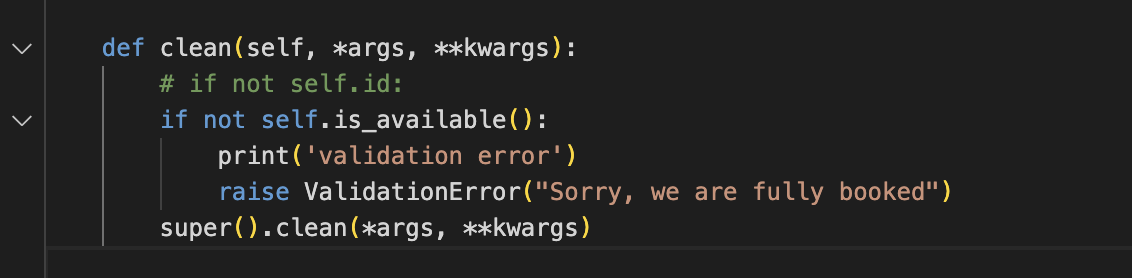 def clean(self, *args, **kwargs):
# if not self.id:
if not self.is_available():
print('validation error')
raise ValidationError("Sorry, we are fully booked")
super().clean(*args, **kwargs)